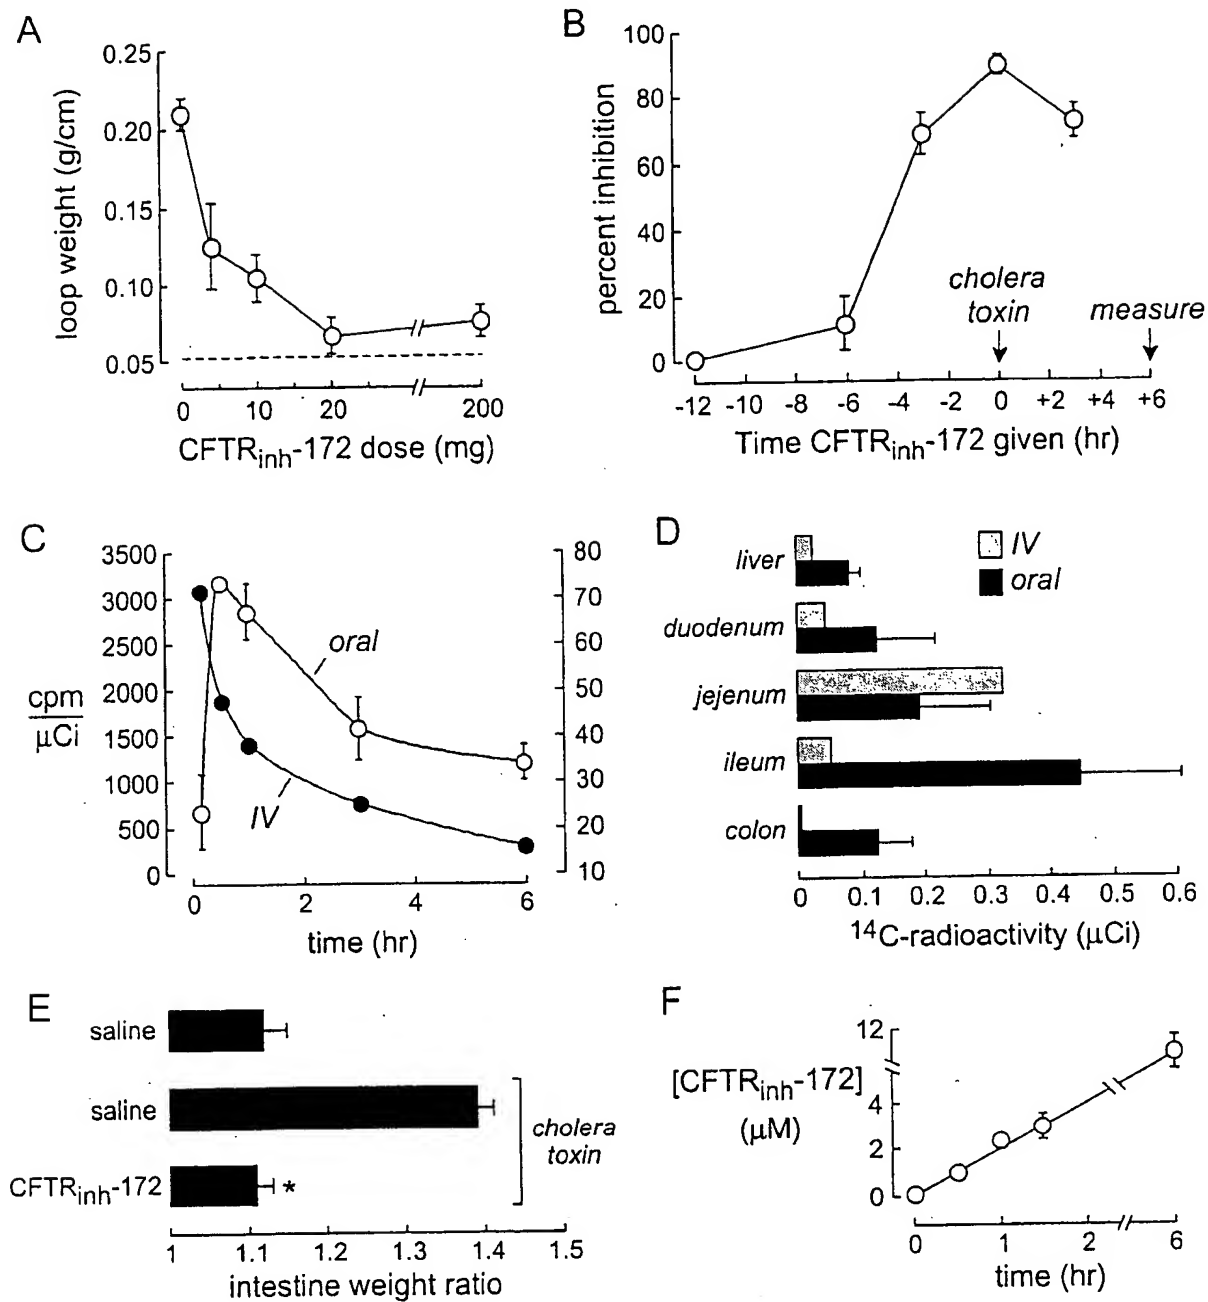 A
0.25
0.20
0.15
0.10
0.05
loop weight (g/cm)
0 10 20 200
CFTRinh-172 dose (mg)
B
100
80
60
40
20
0
percent inhibition
cholera
toxin
measure
-12 -10 -8 -6 -4 -2 0 +2 +4 +6
Time CFTRinh-172 given (hr)
C
3500
3000
2500
2000
1500
1000
500
0
cpm
μCi
80
70
60
50
40
30
20
10
oral
IV
0 2 4 6
time (hr)
D
IV
oral
liver
duodenum
jejenum
ileum
colon
0 0.1 0.2 0.3 0.4 0.5 0.6
14C-radioactivity (μCi)
E
saline
saline
CFTRinh-172
*
cholera
toxin
1 1.1 1.2 1.3 1.4 1.5
intestine weight ratio
F
12
4
2
0
[CFTRinh-172]
(μM)
0 1 2 6
time (hr)